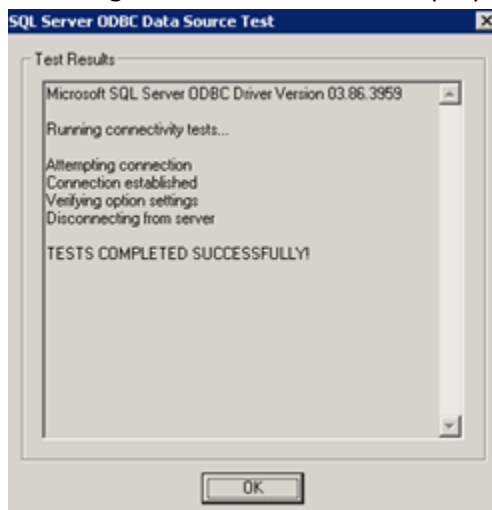 SQL Server ODBC Data Source Test
Test Results
Microsoft SQL Server ODBC Driver Version 03.86.3959
Running connectivity tests...
Attempting connection
Connection established
Verifying option settings
Disconnecting from server
TESTS COMPLETED SUCCESSFULLY!
OK